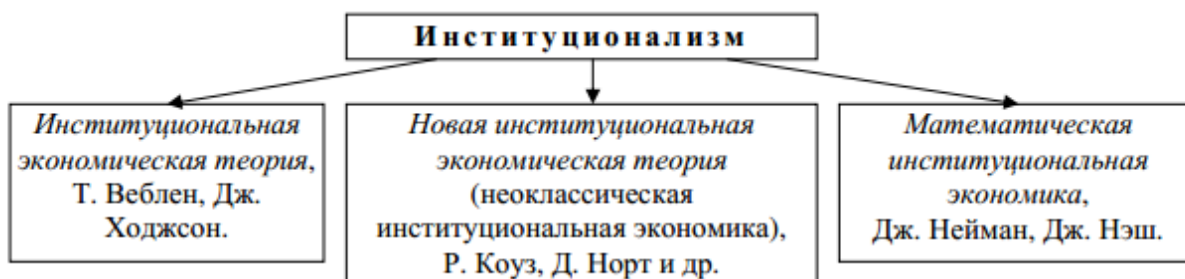 Институционализм
Институциональная
экономическая теория,
Т. Веблен, Дж.
Ходжсон.
Новая институциональная
экономическая теория
(неоклассическая
институциональная экономика),
Р. Коуз, Д. Норт и др.
Математическая
институциональная
экономика,
Дж. Нейман, Дж. Нэш.